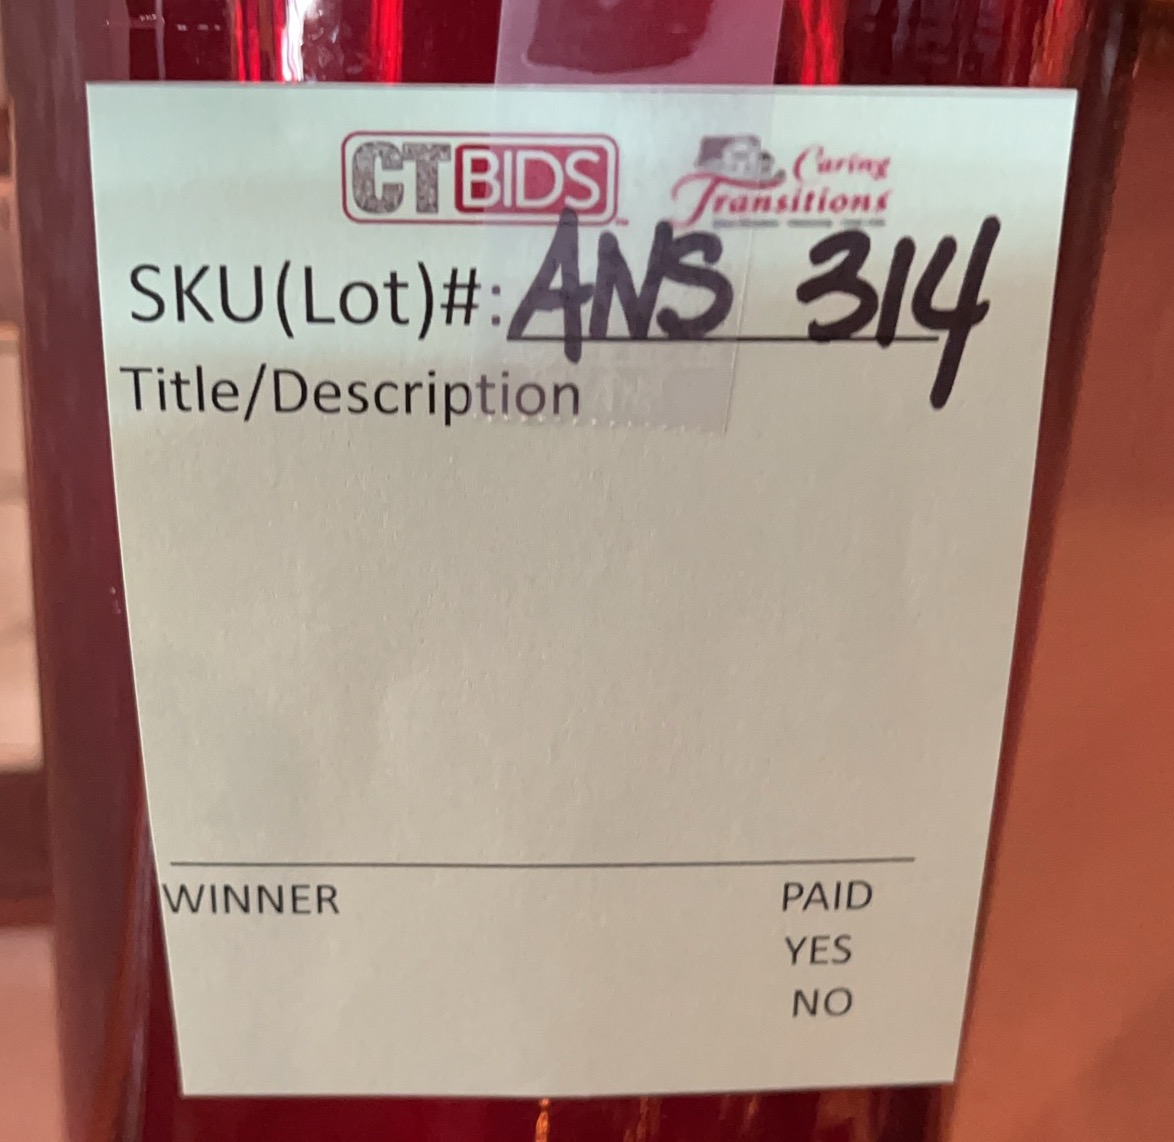 CTBIDS Caring
Transitions
SKU(Lot)#: ANS 314
Title/Description
WINNER PAID
YES
NO